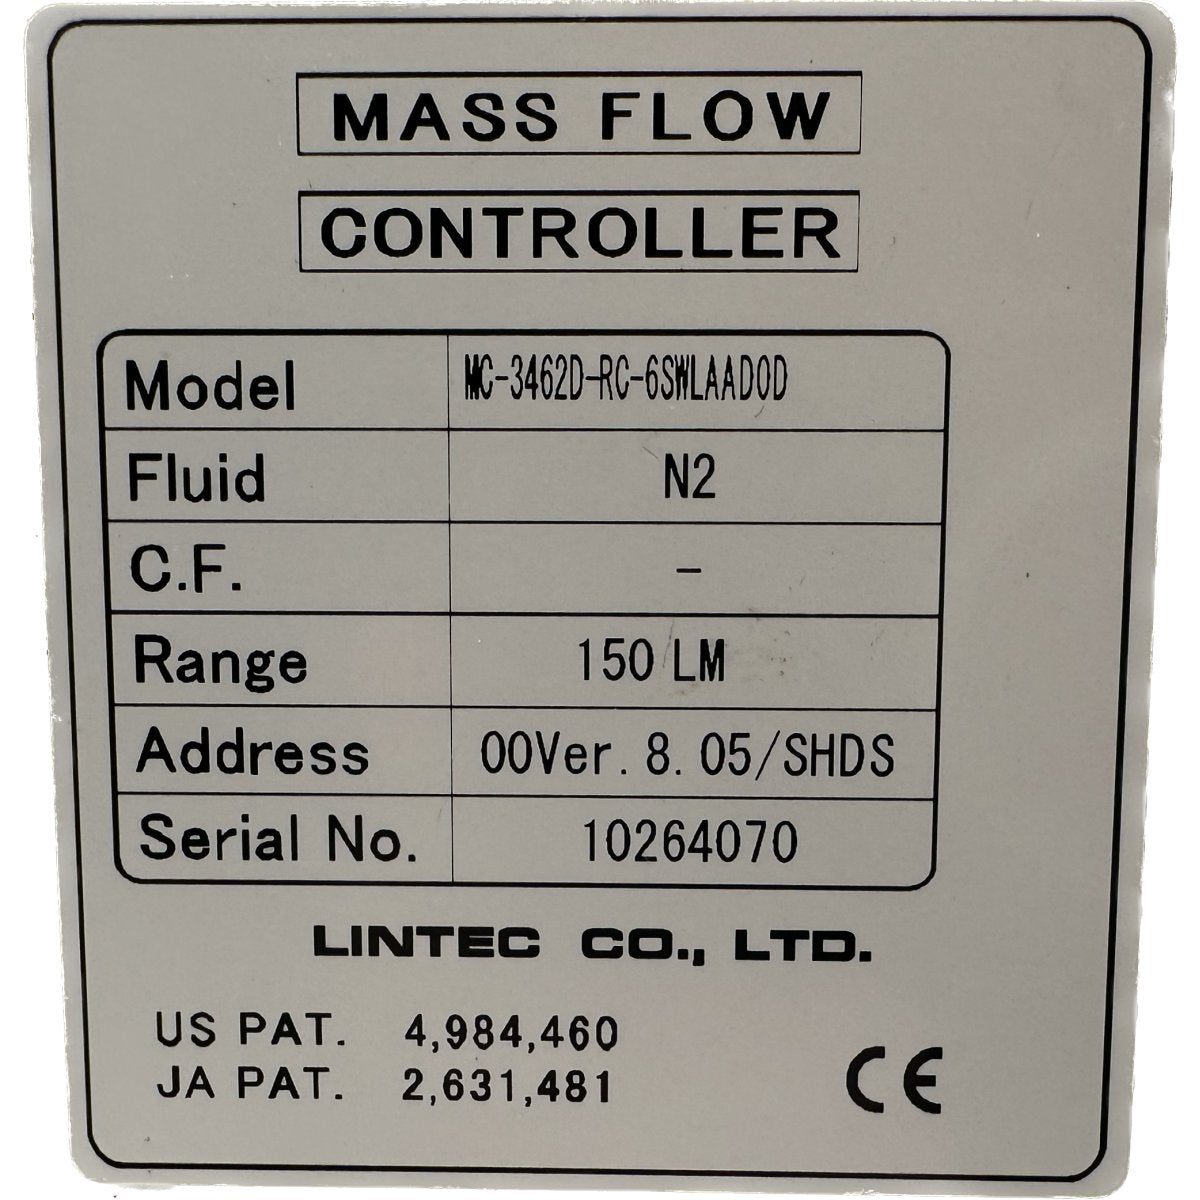 MASS FLOW
CONTROLLER
Model MC-3462D-RC-6SWLAAD0D
Fluid N2
C.F. -
Range 150 LM
Address 00Ver. 8. 05/SHDS
Serial No. 10264070
LINTEC CO., LTD.
US PAT. 4,984,460
JA PAT. 2,631,481
CE